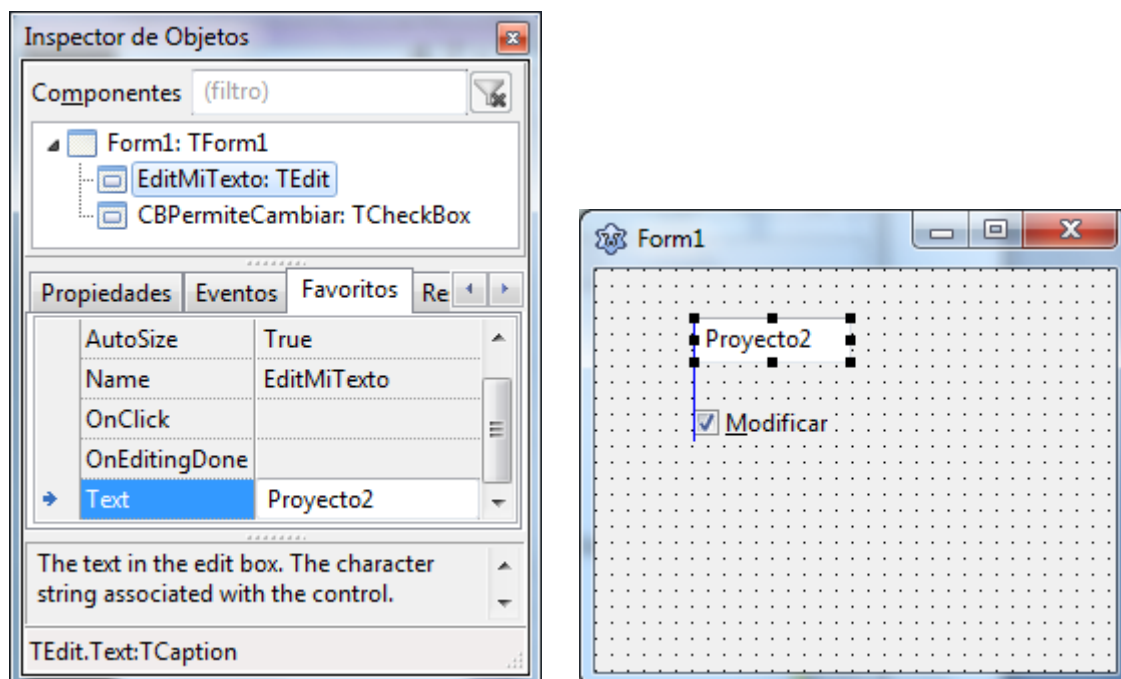 Inspector de Objetos
Componentes (filtro)
Form1: TForm1
EditMiTexto: TEdit
CBPermiteCambiar: TCheckBox
Propiedades Eventos Favoritos Re
AutoSize True
Name EditMiTexto
OnClick
OnEditingDone
Text Proyecto2
The text in the edit box. The character
string associated with the control.
TEdit.Text:TCaption
Form1
Proyecto2
Modificar